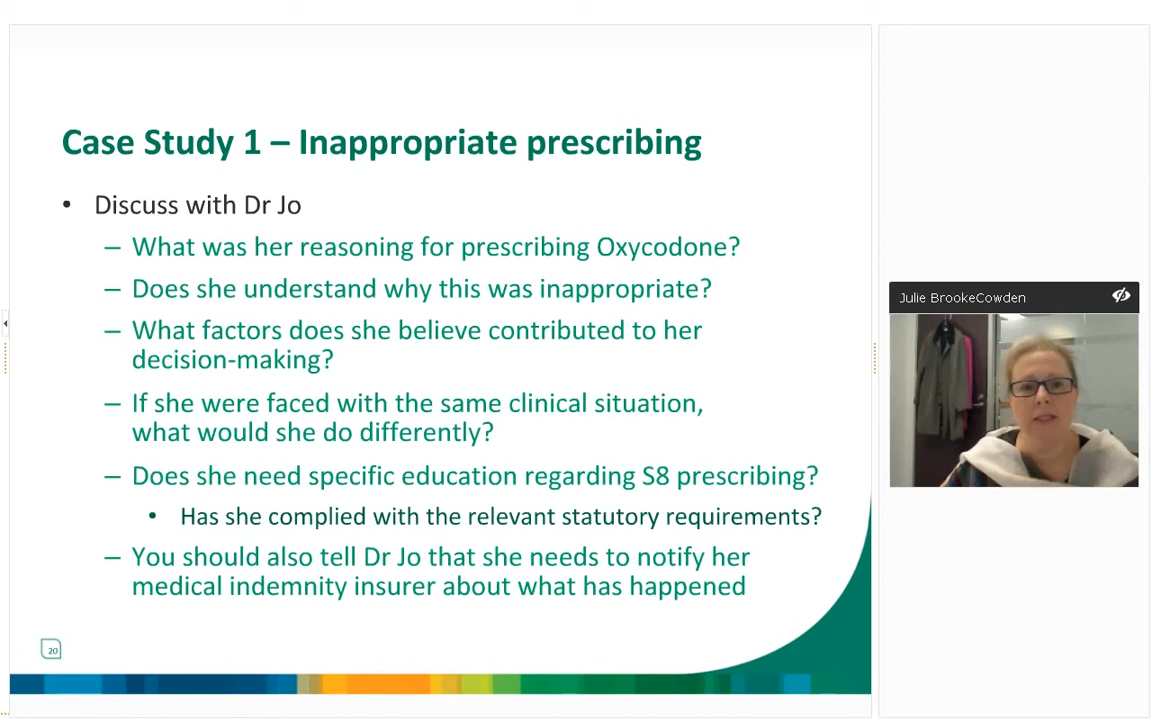 Case Study 1 – Inappropriate prescribing
• Discuss with Dr Jo
– What was her reasoning for prescribing Oxycodone?
– Does she understand why this was inappropriate?
– What factors does she believe contributed to her
decision-making?
– If she were faced with the same clinical situation,
what would she do differently?
– Does she need specific education regarding S8 prescribing?
• Has she complied with the relevant statutory requirements?
– You should also tell Dr Jo that she needs to notify her
medical indemnity insurer about what has happened
20
Julie BrookeCowden